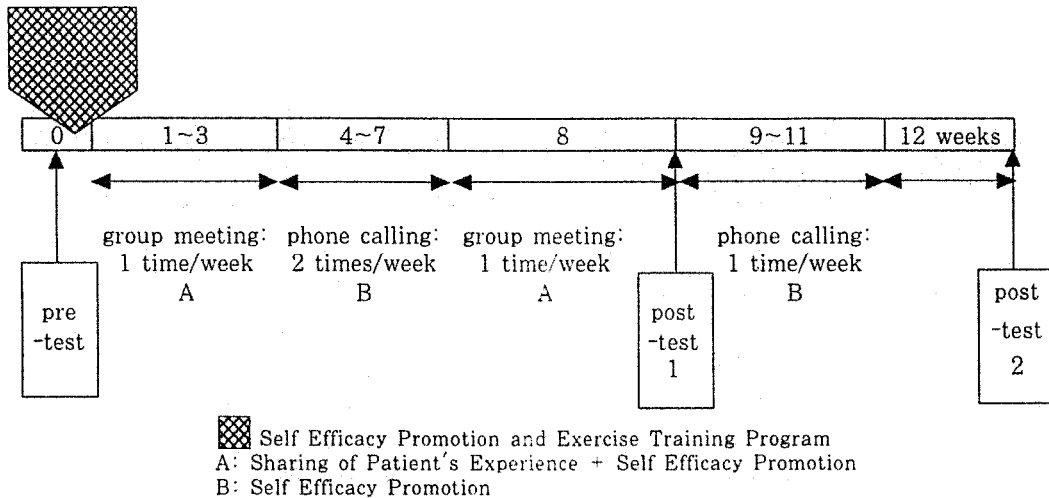 0 1~3 4~7 8 9~11 12 weeks
group meeting:
1 time/week
A
phone calling:
2 times/week
B
group meeting:
1 time/week
A
phone calling:
1 time/week
B
pre
-test
post
-test
1
post
-test
2
Self Efficacy Promotion and Exercise Training Program
A: Sharing of Patient's Experience + Self Efficacy Promotion
B: Self Efficacy Promotion